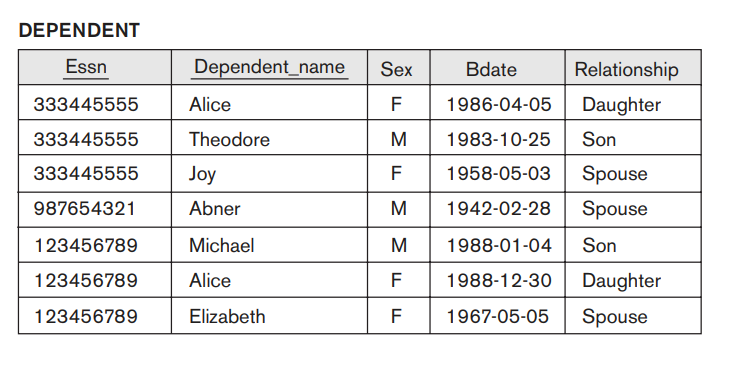 DEPENDENT
Essn Dependent_name Sex Bdate Relationship
333445555 Alice F 1986-04-05 Daughter
333445555 Theodore M 1983-10-25 Son
333445555 Joy F 1958-05-03 Spouse
987654321 Abner M 1942-02-28 Spouse
123456789 Michael M 1988-01-04 Son
123456789 Alice F 1988-12-30 Daughter
123456789 Elizabeth F 1967-05-05 Spouse